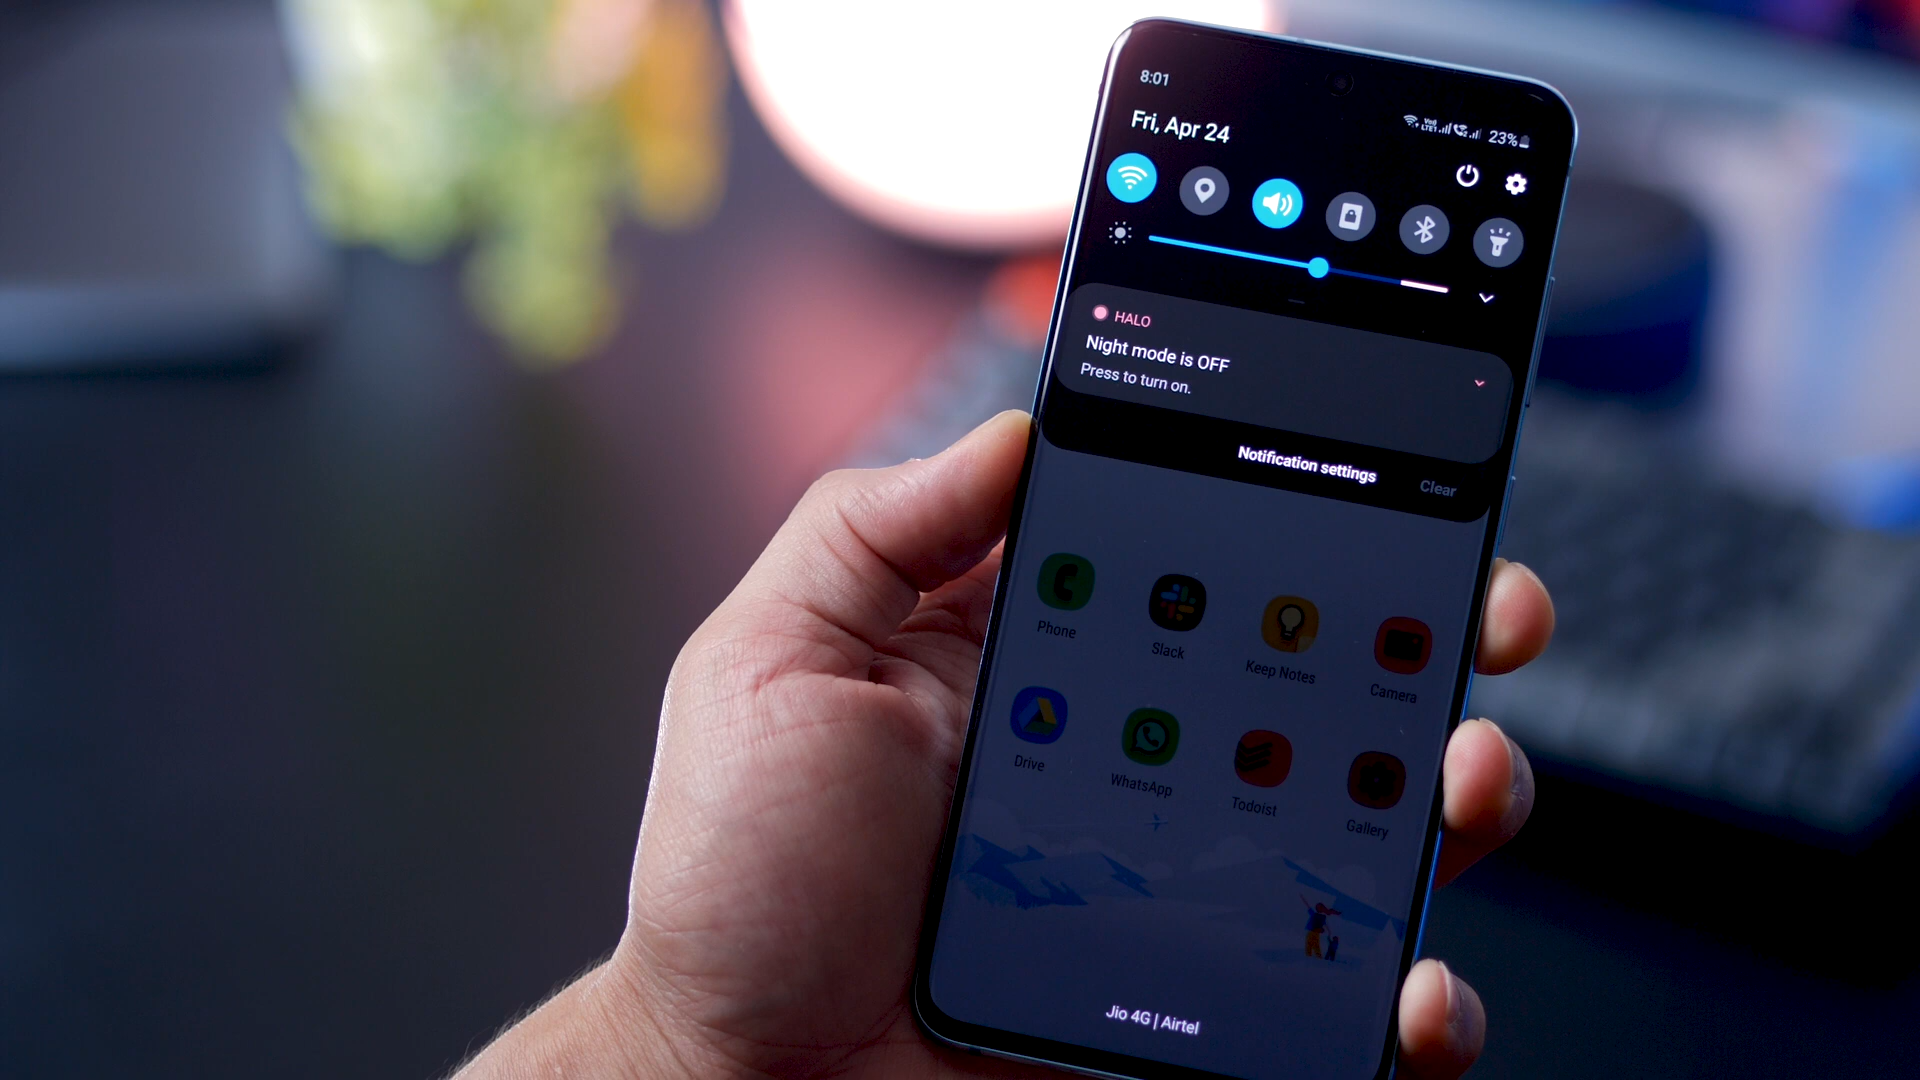 8:01
Fri, Apr 24
23%
HALO
Night mode is OFF
Press to turn on.
Notification settings
Clear
Phone
Slack
Keep Notes
Camera
Drive
WhatsApp
Todoist
Gallery
Jio 4G | Airtel